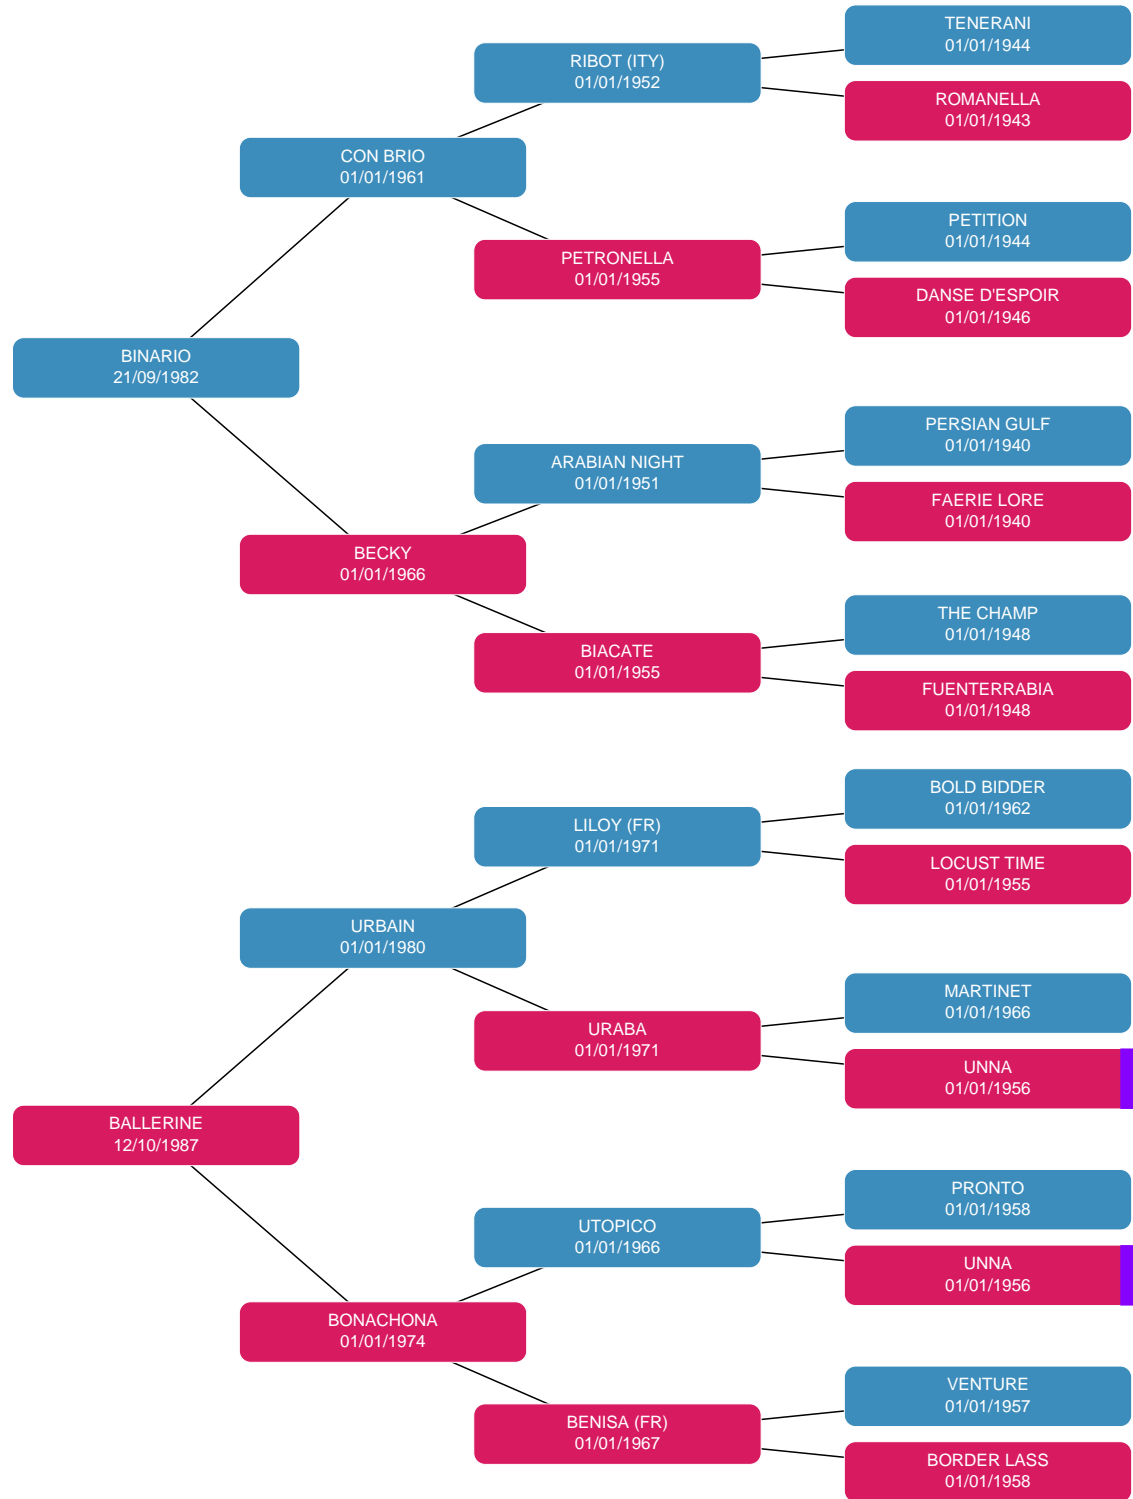 TENERANI
01/01/1944
RIBOT (ITY)
01/01/1952
ROMANELLA
01/01/1943
CON BRIO
01/01/1961
PETITION
01/01/1944
PETRONELLA
01/01/1955
DANSE D'ESPOIR
01/01/1946
BINARIO
21/09/1982
PERSIAN GULF
01/01/1940
ARABIAN NIGHT
01/01/1951
FAERIE LORE
01/01/1940
BECKY
01/01/1966
THE CHAMP
01/01/1948
BIACATE
01/01/1955
FUENTERRABIA
01/01/1948
BOLD BIDDER
01/01/1962
LILOY (FR)
01/01/1971
LOCUST TIME
01/01/1955
URBAIN
01/01/1980
MARTINET
01/01/1966
URABA
01/01/1971
UNNA
01/01/1956
BALLERINE
12/10/1987
PRONTO
01/01/1958
UTOPICO
01/01/1966
UNNA
01/01/1956
BONACHONA
01/01/1974
VENTURE
01/01/1957
BENISA (FR)
01/01/1967
BORDER LASS
01/01/1958